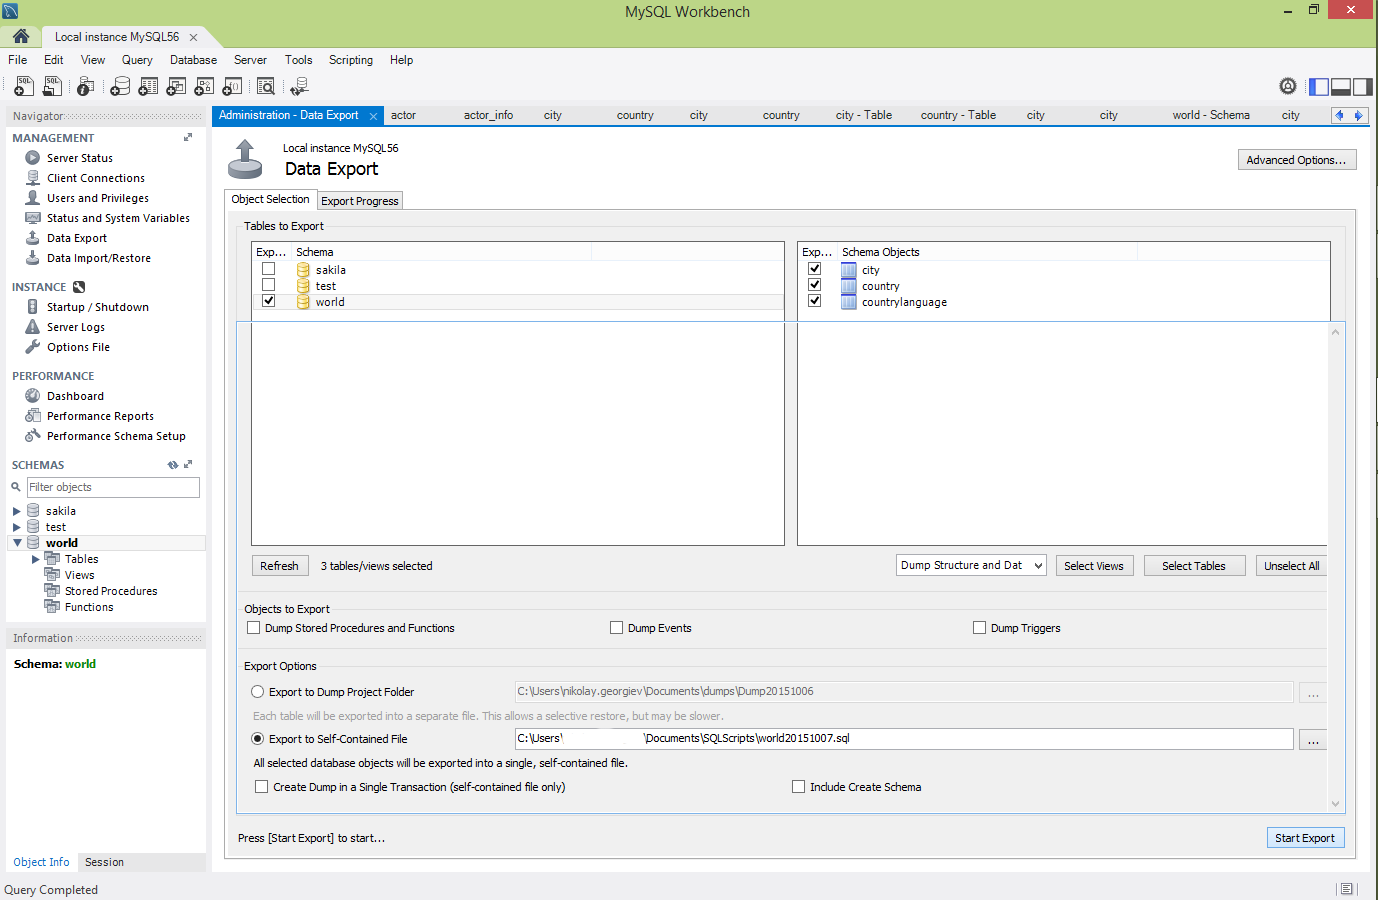 MySQL Workbench
Local instance MySQL56
File Edit View Query Database Server Tools Scripting Help
Navigator
MANAGEMENT
Server Status
Client Connections
Users and Privileges
Status and System Variables
Data Export
Data Import/Restore
INSTANCE
Startup / Shutdown
Server Logs
Options File
PERFORMANCE
Dashboard
Performance Reports
Performance Schema Setup
SCHEMAS
Filter objects
sakila
test
world
Tables
Views
Stored Procedures
Functions
Information
Schema: world
Object Info Session
Administration - Data Export actor actor_info city country city country city - Table country - Table city city world - Schema city
Local instance MySQL56
Data Export
Advanced Options...
Object Selection Export Progress
Tables to Export
Exp... Schema
sakila
test
world
Exp... Schema Objects
city
country
countrylanguage
Refresh 3 tables/views selected Dump Structure and Dat Select Views Select Tables Unselect All
Objects to Export
Dump Stored Procedures and Functions Dump Events Dump Triggers
Export Options
Export to Dump Project Folder C:\Users\nikolay.georgiev\Documents\dumps\Dump20151006 ...
Each table will be exported into a separate file. This allows a selective restore, but may be slower.
Export to Self-Contained File C:\Users\ \Documents\SQLScripts\world20151007.sql ...
All selected database objects will be exported into a single, self-contained file.
Create Dump in a Single Transaction (self-contained file only) Include Create Schema
Press [Start Export] to start... Start Export
Query Completed